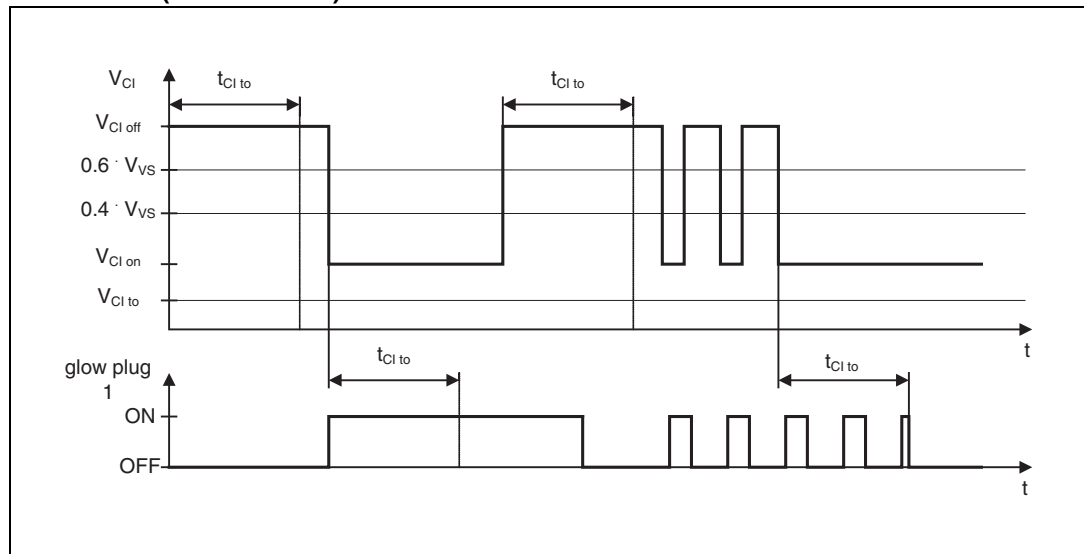 V_CI
t_CI to
t_CI to
V_CI off
0.6 · V_VS
0.4 · V_VS
V_CI on
V_CI to
t
glow plug
1
t_CI to
t_CI to
ON
OFF
t